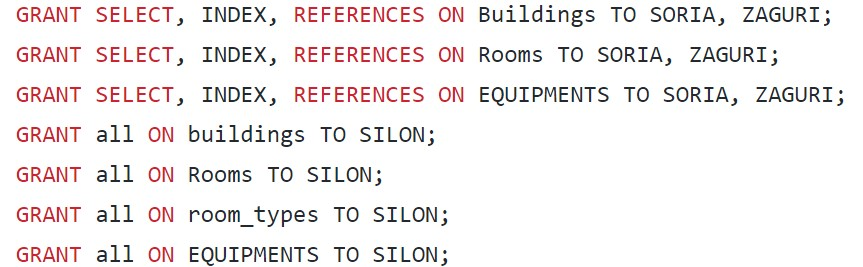 GRANT SELECT, INDEX, REFERENCES ON Buildings TO SORIA, ZAGURI;
GRANT SELECT, INDEX, REFERENCES ON Rooms TO SORIA, ZAGURI;
GRANT SELECT, INDEX, REFERENCES ON EQUIPMENTS TO SORIA, ZAGURI;
GRANT all ON buildings TO SILON;
GRANT all ON Rooms TO SILON;
GRANT all ON room_types TO SILON;
GRANT all ON EQUIPMENTS TO SILON;